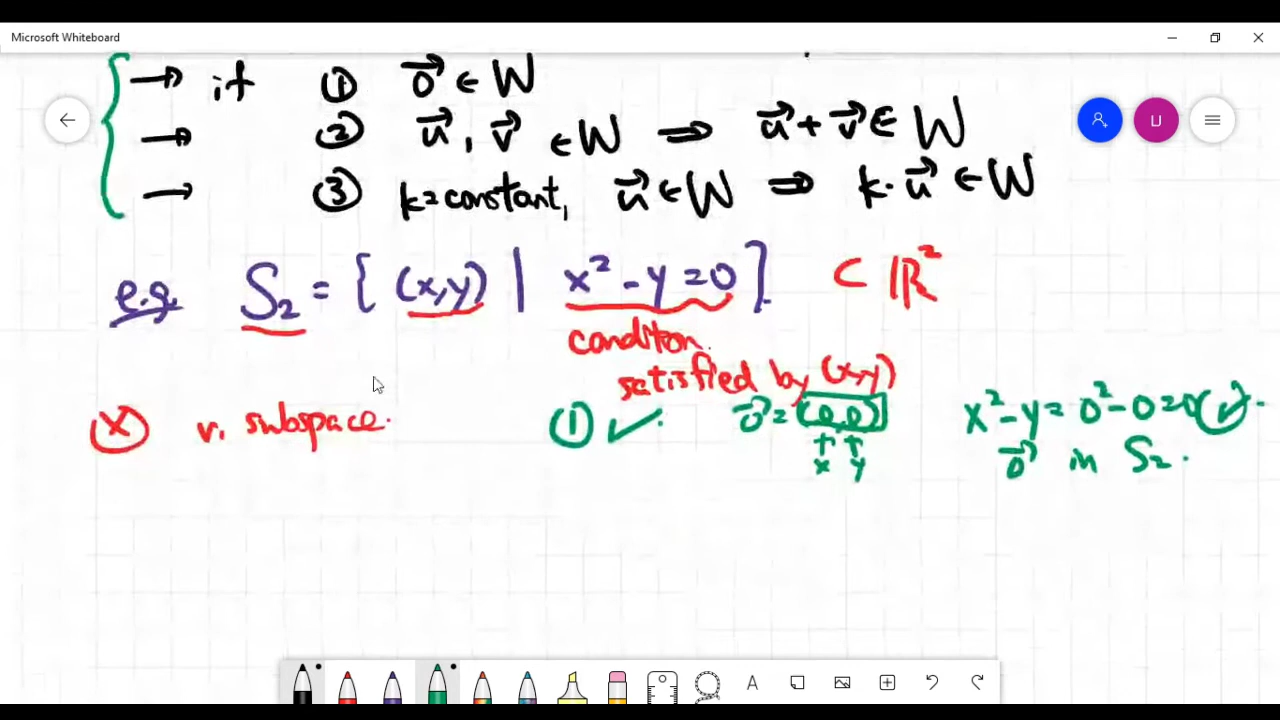 Microsoft Whiteboard
→ if ① 0⃗ ∈ W
→ ② u⃗, v⃗ ∈ W ⇒ u⃗ + v⃗ ∈ W
→ ③ k=constant, u⃗ ∈ W ⇒ k. u⃗ ∈ W
U
e.g. S₂ = { (x,y) | x² - y = 0 }. ⊂ ℝ²
condition.
satisfied by (x,y)
Ⓧ v. subspace.
① ✓. 0⃗ = (0,0) x² - y = 0² - 0 = 0 (✓).
x y
0⃗ in S₂.
A